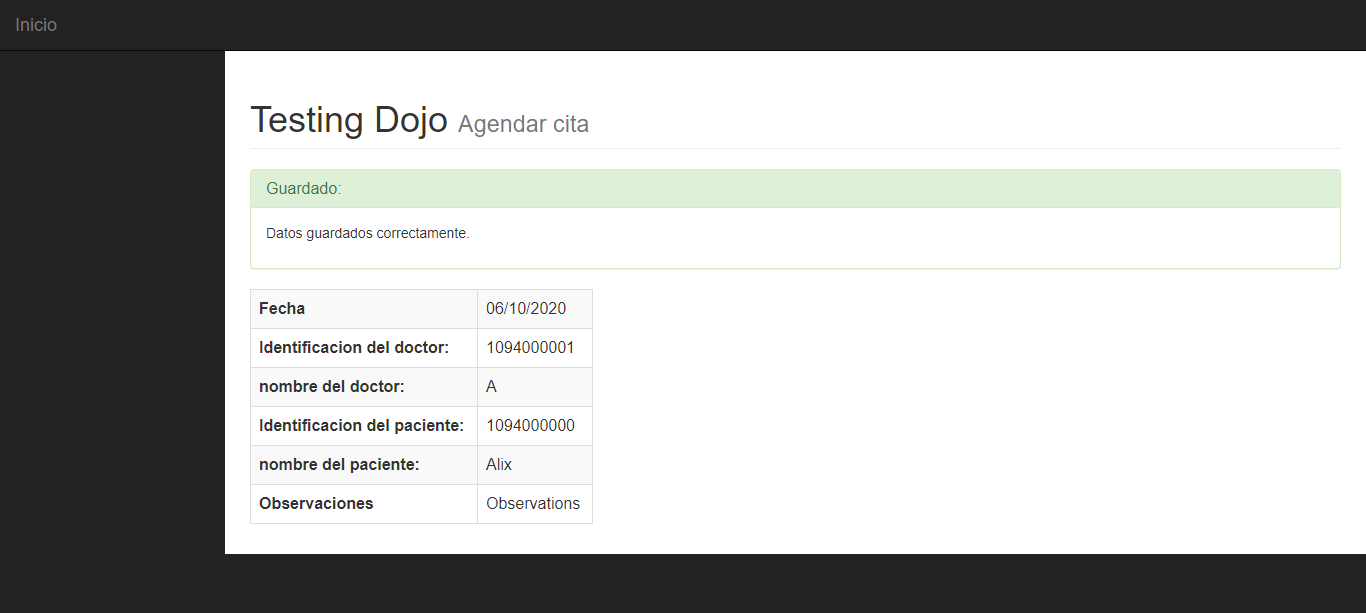 Inicio
Testing Dojo Agendar cita
Guardado:
Datos guardados correctamente.
Fecha 06/10/2020
Identificacion del doctor: 1094000001
nombre del doctor: A
Identificacion del paciente: 1094000000
nombre del paciente: Alix
Observaciones Observations